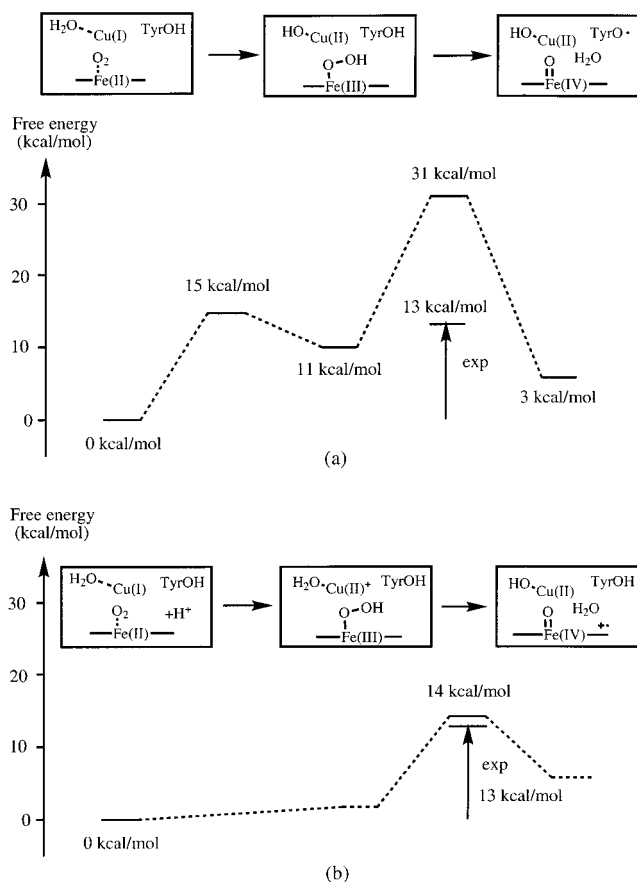 H₂O Cu(I) TyrOH
O₂
Fe(II)
HO Cu(II) TyrOH
O OH
Fe(III)
HO Cu(II) TyrO•
O H₂O
Fe(IV)
Free energy
(kcal/mol)
31 kcal/mol
30
20
15 kcal/mol
13 kcal/mol
10
11 kcal/mol
exp
3 kcal/mol
0
0 kcal/mol
(a)
Free energy
(kcal/mol)
H₂O Cu(I) TyrOH
O₂ +H⁺
Fe(II)
H₂O Cu(II)⁺ TyrOH
O OH
Fe(III)
HO Cu(II) TyrOH
O H₂O
Fe(IV) +•
30
20
14 kcal/mol
10
exp
13 kcal/mol
0
0 kcal/mol
(b)